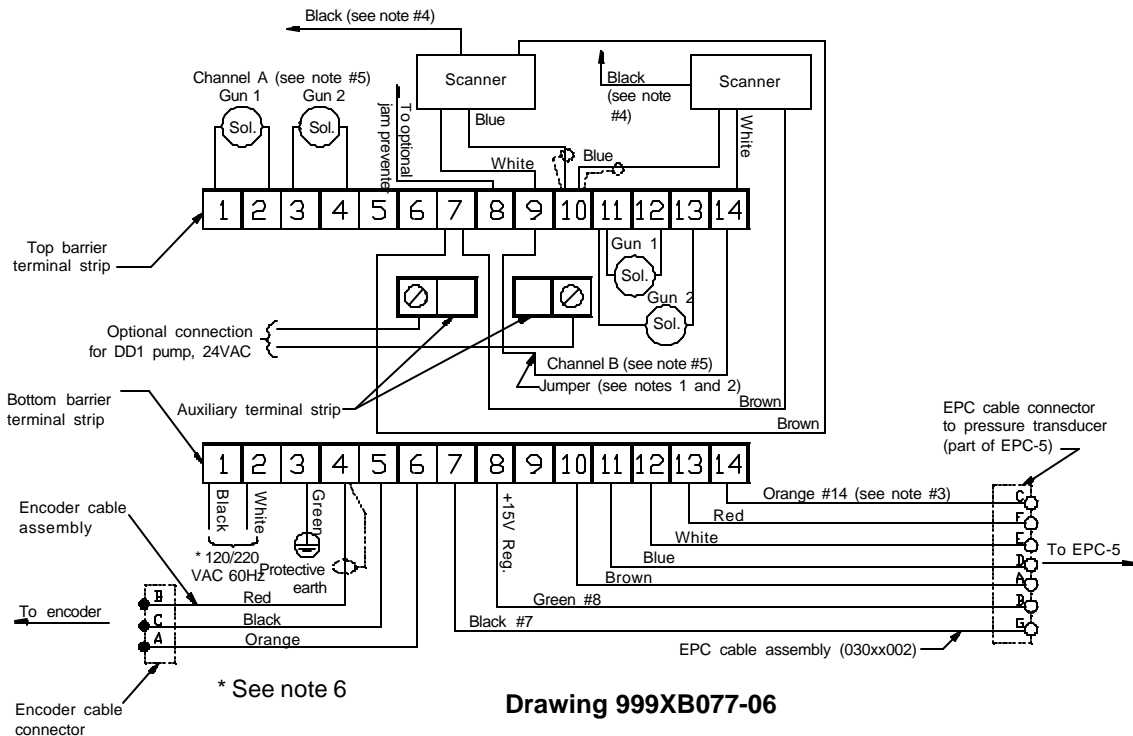 Black (see note #4)
Scanner
Scanner
Black
(see note
#4)
Channel A (see note #5)
Gun 1
Gun 2
Sol.
Sol.
To optional
jam preventer
Blue
White
Blue
White
1 2 3 4 5 6 7 8 9 10 11 12 13 14
Top barrier
terminal strip
Gun 1
Sol.
Gun 2
Sol.
Optional connection
for DD1 pump, 24VAC
Channel B (see note #5)
Jumper (see notes 1 and 2)
Auxiliary terminal strip
Brown
Brown
Bottom barrier
terminal strip
EPC cable connector
to pressure transducer
(part of EPC-5)
1 2 3 4 5 6 7 8 9 10 11 12 13 14
Black
White
Green
+15V Reg.
Encoder cable
assembly
* 120/220
VAC 60Hz
Protective
earth
Orange #14 (see note #3)
C
Red
F
White
E
Blue
D
To EPC-5
Brown
A
Green #8
B
Black #7
G
EPC cable assembly (030xx002)
To encoder
B
Red
C
Black
A
Orange
* See note 6
Encoder cable
connector
Drawing 999XB077-06